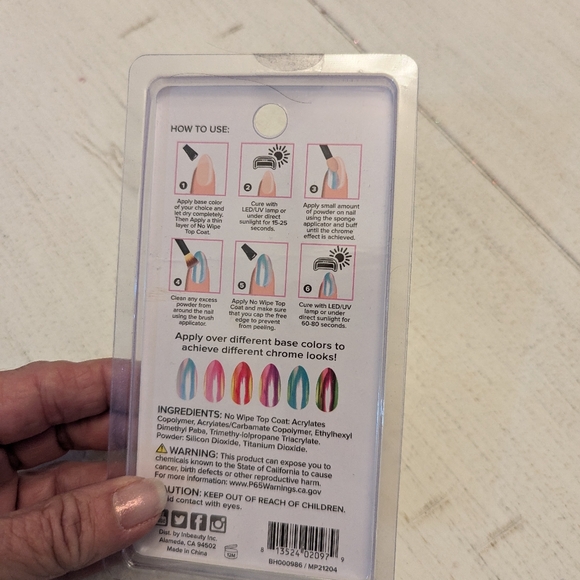 HOW TO USE:
1
Apply base color
of your choice and
let dry completely.
Then Apply a thin
layer of No Wipe
Top Coat.
2
Cure with
LED/UV lamp or
under direct
sunlight for 15-25
seconds.
3
Apply small amount
of powder on nail
using the sponge
applicator and buff
until the chrome
effect is achieved.
4
Clean any excess
powder from
around the nail
using the brush
applicator.
5
Apply No Wipe Top
Coat and make sure
that you cap the free
edge to prevent
from peeling.
6
Cure with LED/UV
lamp or under
direct sunlight for
60-80 seconds.
Apply over different base colors to
achieve different chrome looks!
INGREDIENTS: No Wipe Top Coat: Acrylates
Copolymer, Acrylates/Carbamate Copolymer, Ethylhexyl
Dimethyl Paba, Trimethy-lolpropane Triacylate.
Powder: Silicon Dioxide, Titanium Dioxide.
WARNING: This product can expose you to
chemicals known to the State of California to cause
cancer, birth defects or other reproductive harm.
For more information: www.P65Warnings.ca.gov
CAUTION: KEEP OUT OF REACH OF CHILDREN.
contact with eyes.
Dist. by Inbeauty Inc.
Alameda, CA 94502
Made in China
12M
8 13524 02097 9
BH000986 / MP21204